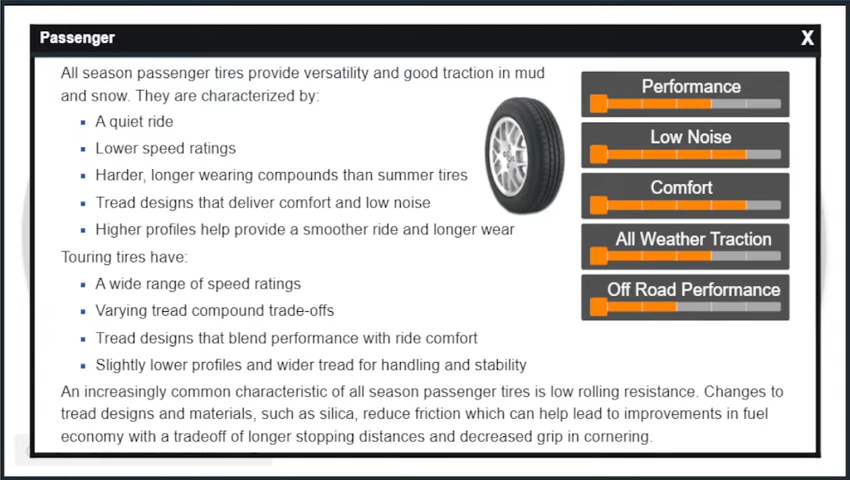 Passenger
X
All season passenger tires provide versatility and good traction in mud
and snow. They are characterized by:
A quiet ride
Lower speed ratings
Harder, longer wearing compounds than summer tires
Tread designs that deliver comfort and low noise
Higher profiles help provide a smoother ride and longer wear
Touring tires have:
A wide range of speed ratings
Varying tread compound trade-offs
Tread designs that blend performance with ride comfort
Slightly lower profiles and wider tread for handling and stability
An increasingly common characteristic of all season passenger tires is low rolling resistance. Changes to
tread designs and materials, such as silica, reduce friction which can help lead to improvements in fuel
economy with a tradeoff of longer stopping distances and decreased grip in cornering.
Performance
Low Noise
Comfort
All Weather Traction
Off Road Performance